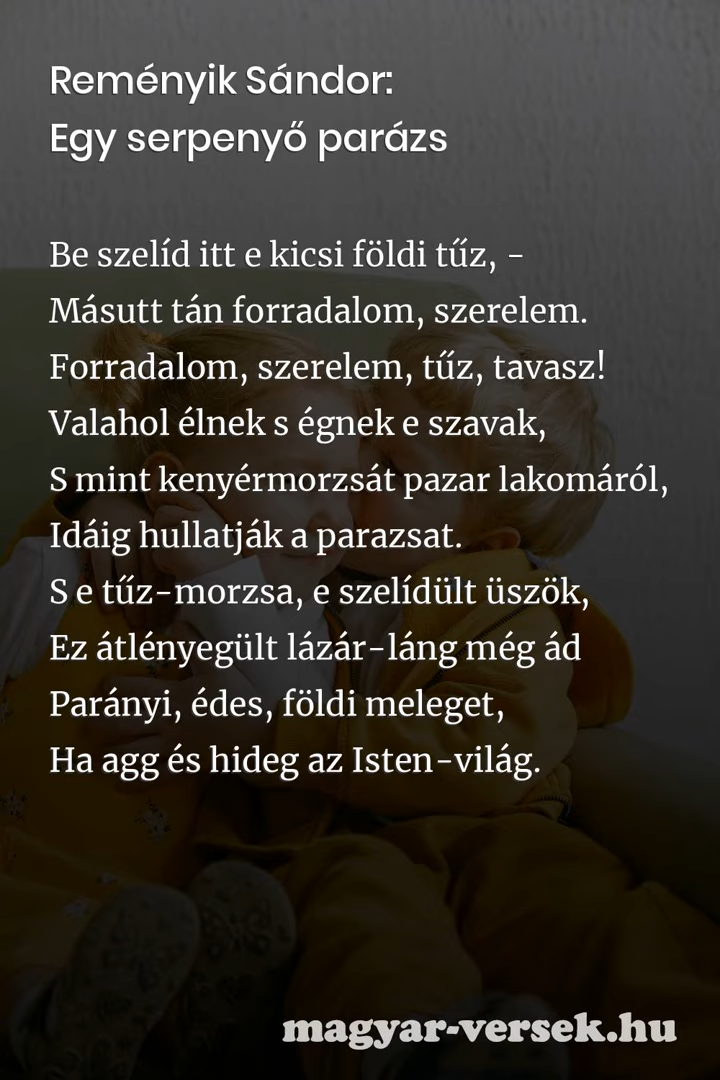 Reményik Sándor:
Egy serpenyő parázs
Be szelíd itt e kicsi földi tűz, -
Másutt tán forradalom, szerelem.
Forradalom, szerelem, tűz, tavasz!
Valahol élnek s égnek e szavak,
S mint kenyérmorzsát pazar lakomáról,
Idáig hullatják a parazsat.
S e tűz-morzsa, e szelídült üszök,
Ez átlényegült lázár-láng még ád
Parányi, édes, földi meleget,
Ha agg és hideg az Isten-világ.
magyar-versek.hu